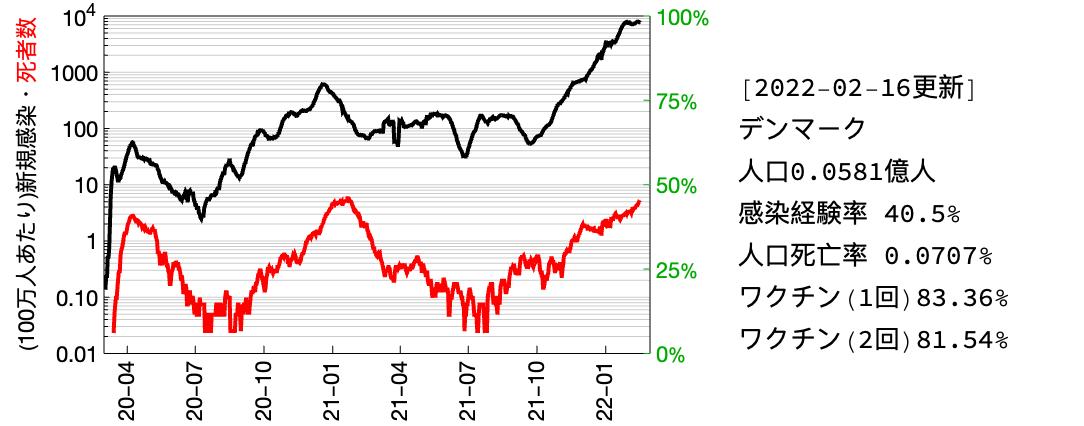 (100万人あたり)新規感染・死者数
10^4
1000
100
10
1
0.1
0.10
0.01
100%
75%
50%
25%
0%
20-04
20-07
20-10
21-01
21-04
21-07
21-10
22-01
[2022-02-16更新]
デンマーク
人口0.0581億人
感染経験率 40.5%
人口死亡率 0.0707%
ワクチン(1回)83.36%
ワクチン(2回)81.54%